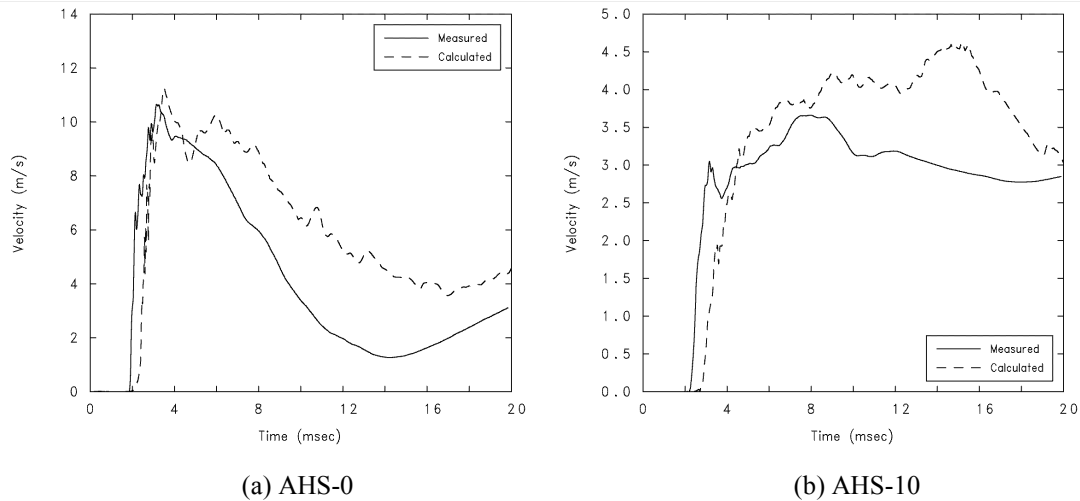 14
12
10
8
6
4
2
0
Velocity (m/s)
Measured
Calculated
0 4 8 12 16 20
Time (msec)
(a) AHS-0
5.0
4.5
4.0
3.5
3.0
2.5
2.0
1.5
1.0
0.5
0.0
Velocity (m/s)
Measured
Calculated
0 4 8 12 16 20
Time (msec)
(b) AHS-10